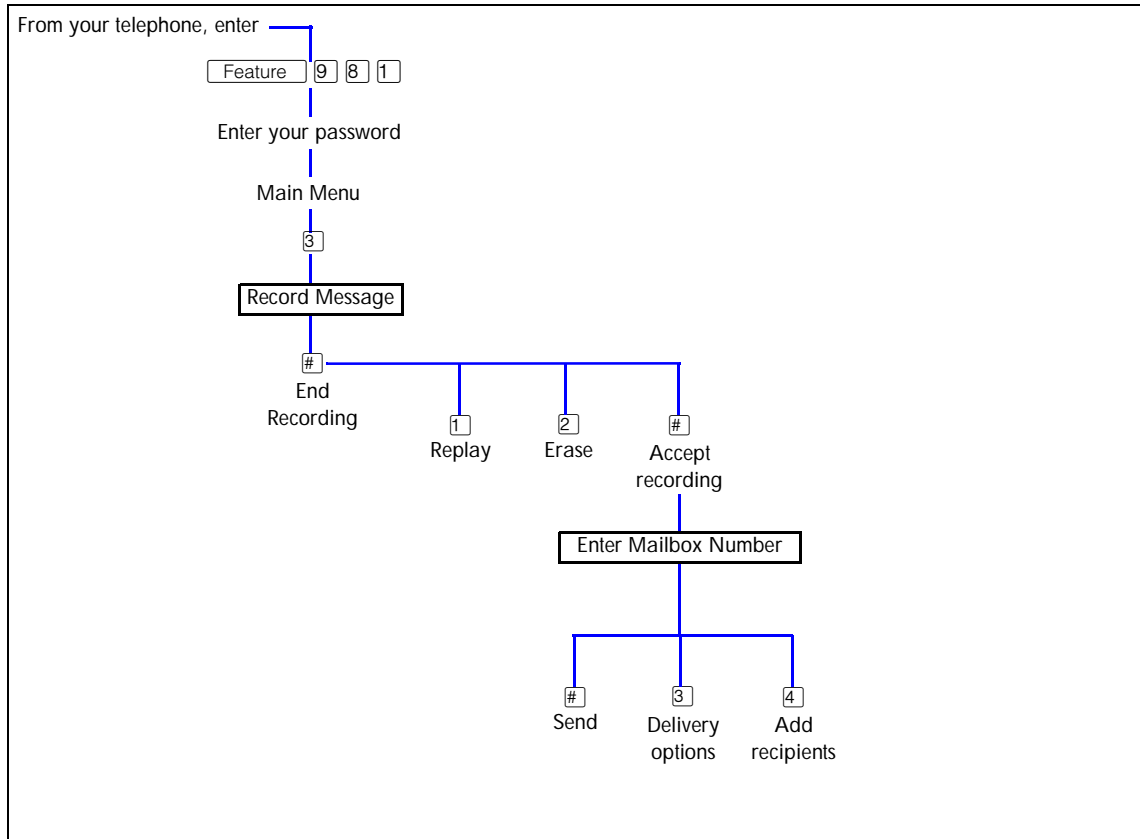 From your telephone, enter
Feature 9 8 1
Enter your password
Main Menu
3
Record Message
#
End
Recording
1
Replay
2
Erase
#
Accept
recording
Enter Mailbox Number
#
Send
3
Delivery
options
4
Add
recipients